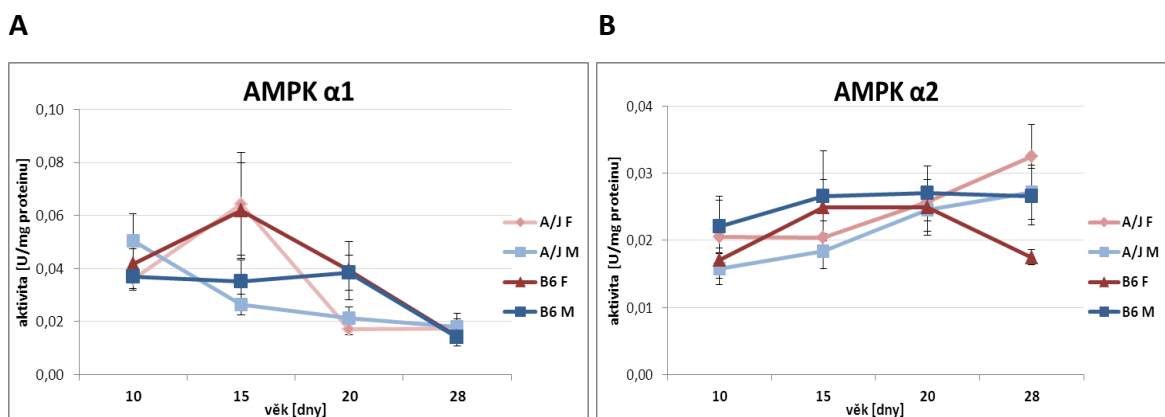 A
AMPK α1
aktivita [U/mg proteinu]
0,10
0,08
0,06
0,04
0,02
0,00
10 15 20 28
věk [dny]
A/J F
A/J M
B6 F
B6 M
B
AMPK α2
aktivita [U/mg proteinu]
0,04
0,03
0,02
0,01
0,00
10 15 20 28
věk [dny]
A/J F
A/J M
B6 F
B6 M